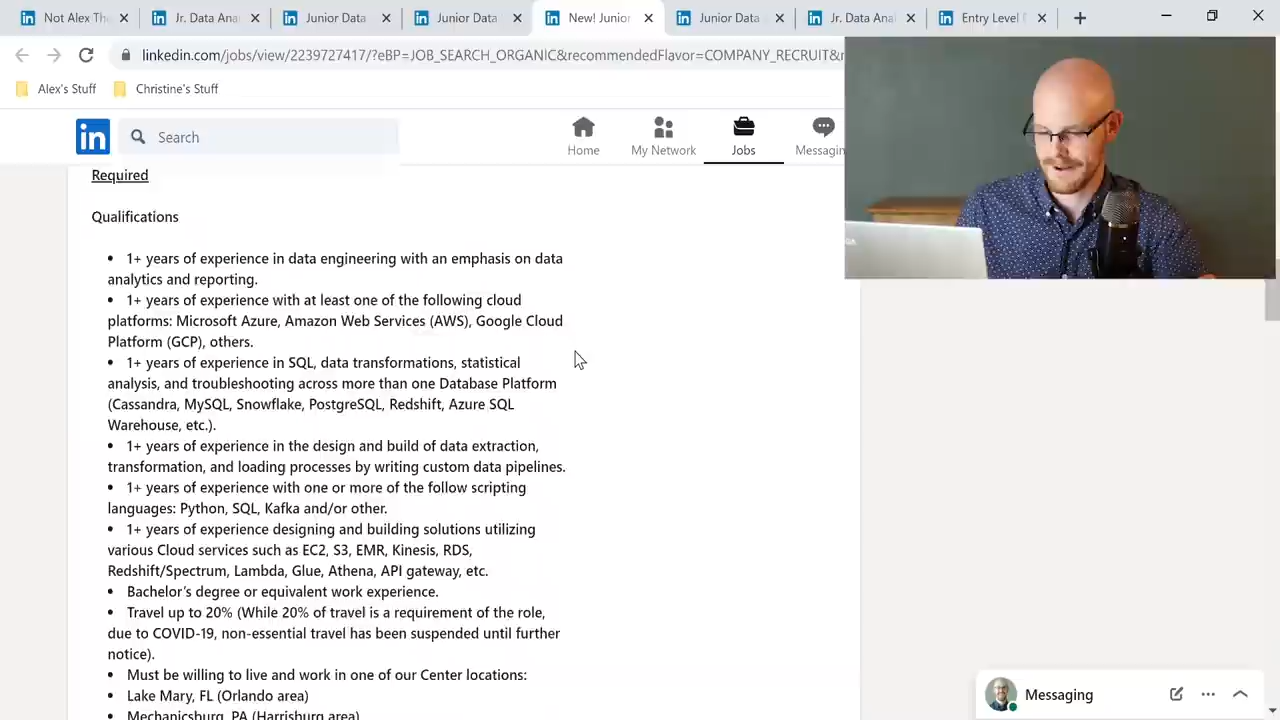 Not Alex The
Jr. Data Ana
Junior Data
Junior Data
New! Junior
Junior Data
Jr. Data Ana
Entry Level
linkedin.com/jobs/view/2239727417/?eBP=JOB_SEARCH_ORGANIC&recommendedFlavor=COMPANY_RECRUIT&r
Alex's Stuff
Christine's Stuff
in
Search
Home
My Network
Jobs
Messagin
Required
Qualifications
• 1+ years of experience in data engineering with an emphasis on data
analytics and reporting.
• 1+ years of experience with at least one of the following cloud
platforms: Microsoft Azure, Amazon Web Services (AWS), Google Cloud
Platform (GCP), others.
• 1+ years of experience in SQL, data transformations, statistical
analysis, and troubleshooting across more than one Database Platform
(Cassandra, MySQL, Snowflake, PostgreSQL, Redshift, Azure SQL
Warehouse, etc.).
• 1+ years of experience in the design and build of data extraction,
transformation, and loading processes by writing custom data pipelines.
• 1+ years of experience with one or more of the follow scripting
languages: Python, SQL, Kafka and/or other.
• 1+ years of experience designing and building solutions utilizing
various Cloud services such as EC2, S3, EMR, Kinesis, RDS,
Redshift/Spectrum, Lambda, Glue, Athena, API gateway, etc.
• Bachelor's degree or equivalent work experience.
• Travel up to 20% (While 20% of travel is a requirement of the role,
due to COVID-19, non-essential travel has been suspended until further
notice).
• Must be willing to live and work in one of our Center locations:
• Lake Mary, FL (Orlando area)
• Mechanicsburg, PA (Harrisburg area)
Messaging